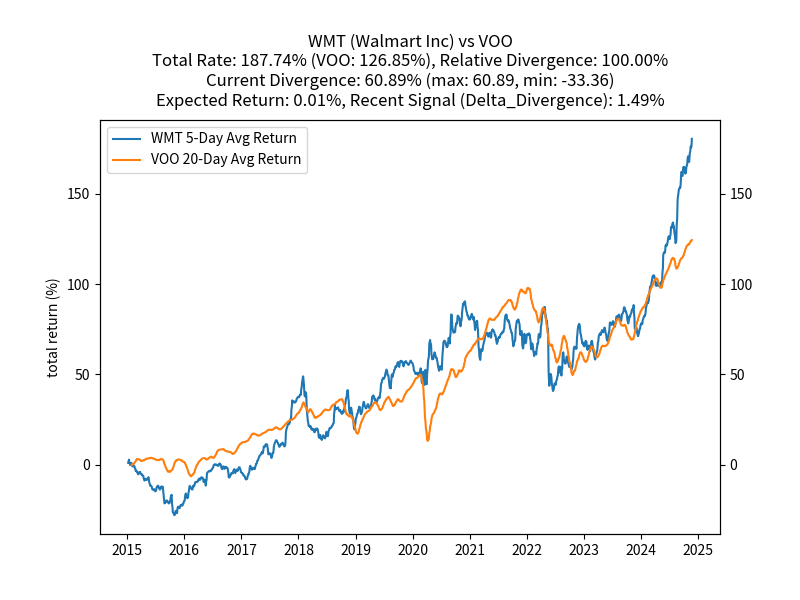 WMT (Walmart Inc) vs VOO
Total Rate: 187.74% (VOO: 126.85%), Relative Divergence: 100.00%
Current Divergence: 60.89% (max: 60.89, min: -33.36)
Expected Return: 0.01%, Recent Signal (Delta_Divergence): 1.49%
WMT 5-Day Avg Return
VOO 20-Day Avg Return
total return (%)
150
100
50
0
150
100
50
0
2015 2016 2017 2018 2019 2020 2021 2022 2023 2024 2025